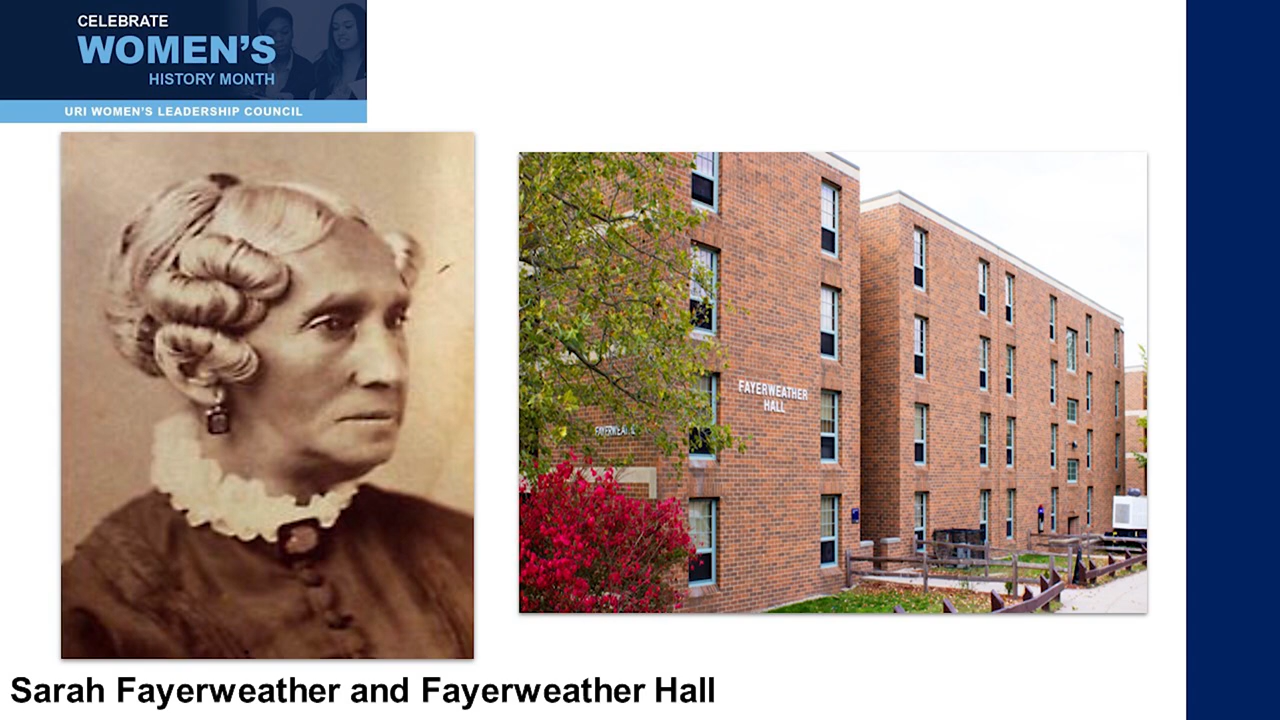 CELEBRATE
WOMEN'S
HISTORY MONTH
URI WOMEN'S LEADERSHIP COUNCIL
FAYERWEATHER
HALL
Sarah Fayerweather and Fayerweather Hall